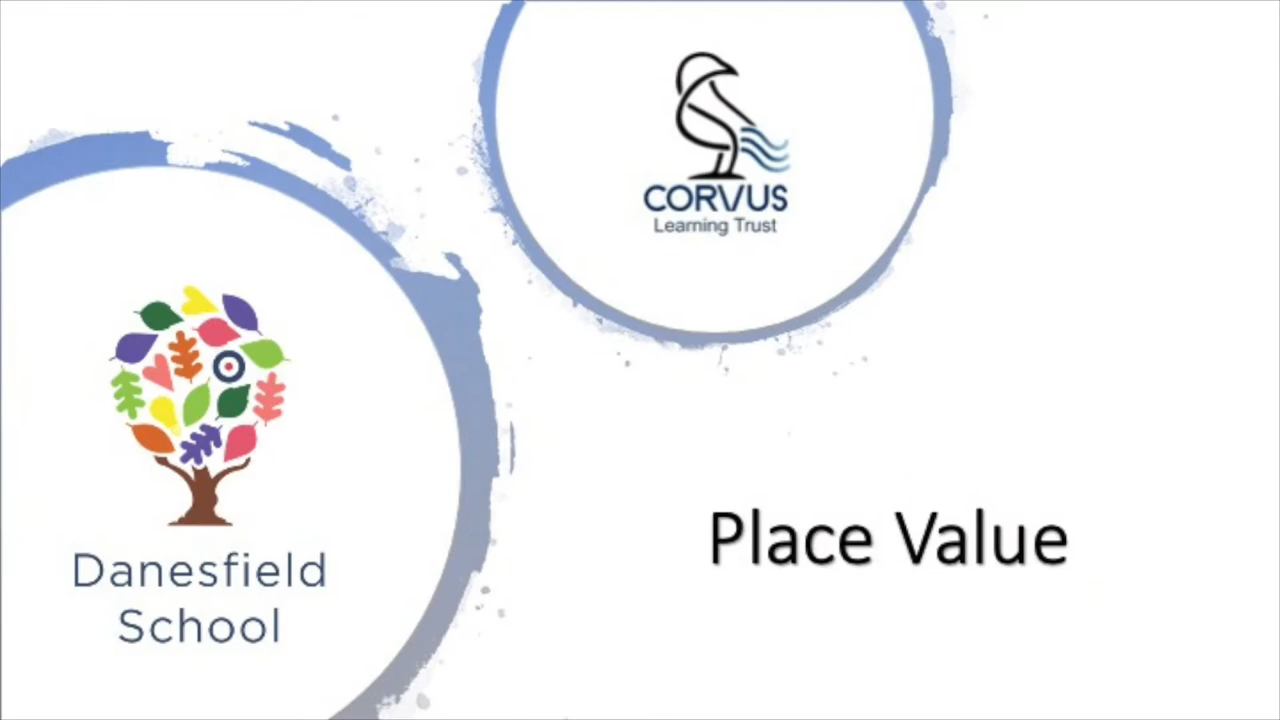 CORVUS
Learning Trust
Place Value
Danesfield
School